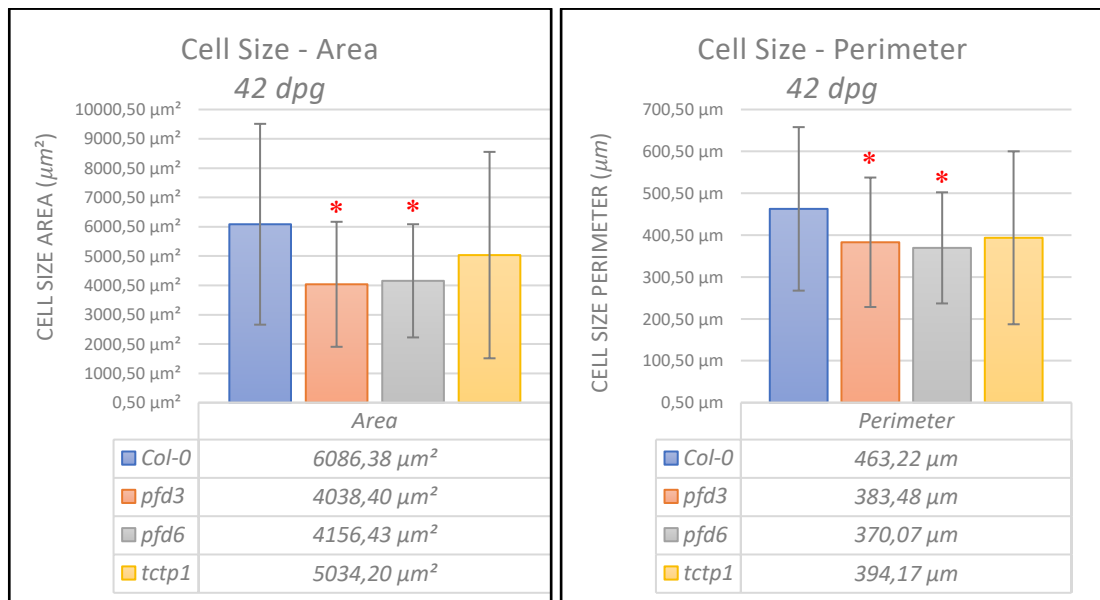 Cell Size - Area
42 dpg
CELL SIZE AREA (µm²)
10000,50 µm²
9000,50 µm²
8000,50 µm²
7000,50 µm²
6000,50 µm²
5000,50 µm²
4000,50 µm²
3000,50 µm²
2000,50 µm²
1000,50 µm²
0,50 µm²
* *
Area
Col-0 6086,38 µm²
pfd3 4038,40 µm²
pfd6 4156,43 µm²
tctp1 5034,20 µm²
Cell Size - Perimeter
42 dpg
CELL SIZE PERIMETER (µm)
700,50 µm
600,50 µm
500,50 µm
400,50 µm
300,50 µm
200,50 µm
100,50 µm
0,50 µm
* *
Perimeter
Col-0 463,22 µm
pfd3 383,48 µm
pfd6 370,07 µm
tctp1 394,17 µm